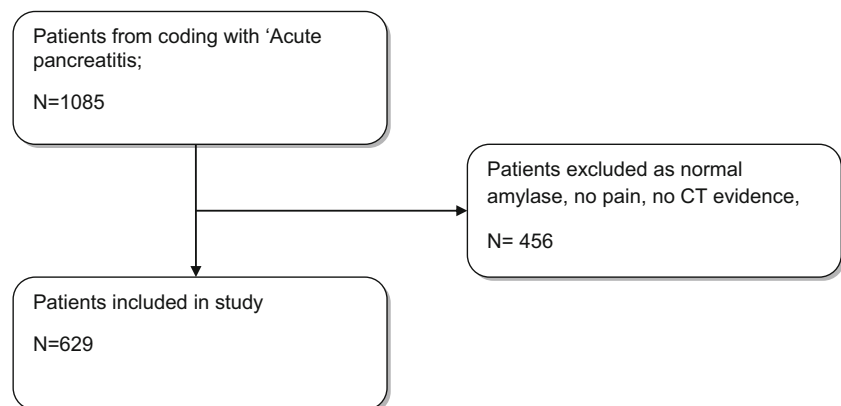 Patients from coding with ‘Acute
pancreatitis;
N=1085
Patients excluded as normal
amylase, no pain, no CT evidence,
N= 456
Patients included in study
N=629